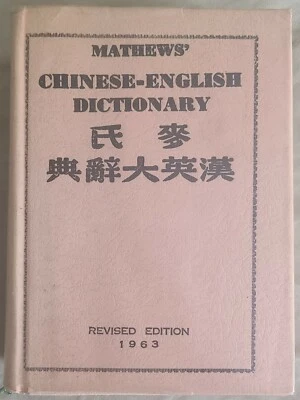 MATHEWS'
CHINESE-ENGLISH
DICTIONARY
麥氏
漢英大辭典
REVISED EDITION
1963